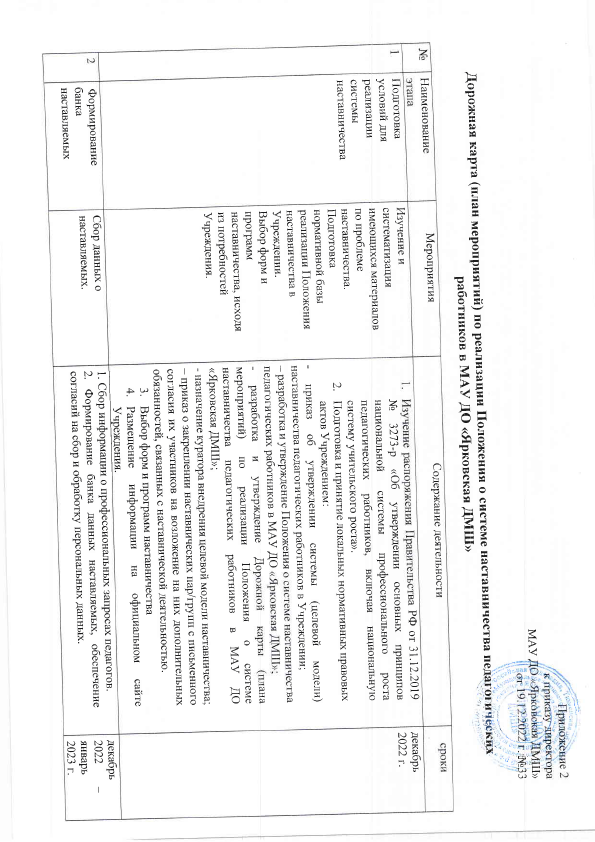 Приложение 2
к приказу директора
МАУ ДО «Ярковская ДМШ»
от 19.12.2022 г. №33
Дорожная карта (план мероприятий) по реализации Положения о системе наставничества педагогических
работников в МАУ ДО «Ярковская ДМШ»
№
Наименование
этапа
Мероприятия
Содержание деятельности
сроки
1
Подготовка
условий для
реализации
системы
наставничества
Изучение и
систематизация
имеющихся материалов
по проблеме
наставничества.
Подготовка
нормативной базы
реализации Положения
наставничества в
Учреждении.
Выбор форм и
программ
наставничества, исходя
из потребностей
Учреждения.
1. Изучение распоряжения Правительства РФ от 31.12.2019
№ 3273-р «Об утверждении основных принципов
национальной системы профессионального роста
педагогических работников, включая национальную
систему учительского роста».
2. Подготовка и принятие локальных нормативных правовых
актов Учреждением:
- приказ об утверждении системы (целевой модели)
наставничества педагогических работников в Учреждении;
– разработка и утверждение Положения о системе наставничества
педагогических работников в МАУ ДО «Ярковская ДМШ»;
- разработка и утверждение Дорожной карты (плана
мероприятий) по реализации Положения о системе
наставничества педагогических работников в МАУ ДО
«Ярковская ДМШ»;
- назначение куратора внедрения целевой модели наставничества;
– приказ о закреплении наставнических пар/групп с письменного
согласия их участников на возложение на них дополнительных
обязанностей, связанных с наставнической деятельностью.
3. Выбор форм и программ наставничества
4. Размещение информации на официальном сайте
Учреждения.
декабрь
2022 г.
2
Формирование
банка
наставляемых
Сбор данных о
наставляемых.
1. Сбор информации о профессиональных запросах педагогов.
2. Формирование банка данных наставляемых, обеспечение
согласий на сбор и обработку персональных данных.
декабрь
2022 –
январь
2023 г.